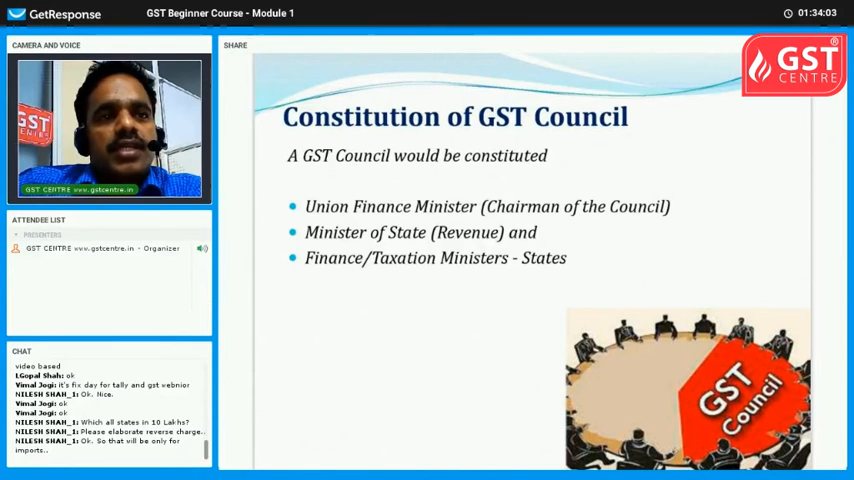 GetResponse
GST Beginner Course - Module 1
01:34:03
CAMERA AND VOICE
GST
CENTRE
GST CENTRE www.gstcentre.in
ATTENDEE LIST
PRESENTERS
GST CENTRE www.gstcentre.in - Organizer
CHAT
video based
LGopal Shah: ok
Vimal Jogi: it's fix day for tally and gst webnior
NILESH SHAH_1: Ok. Nice.
Vimal Jogi: ok
Vimal Jogi: ok
NILESH SHAH_1: Which all states in 10 Lakhs?
NILESH SHAH_1: Please elaborate reverse charge..
NILESH SHAH_1: Ok. So that will be only for
imports..
SHARE
GST®
CENTRE
Constitution of GST Council
A GST Council would be constituted
• Union Finance Minister (Chairman of the Council)
• Minister of State (Revenue) and
• Finance/Taxation Ministers - States
GST
Council